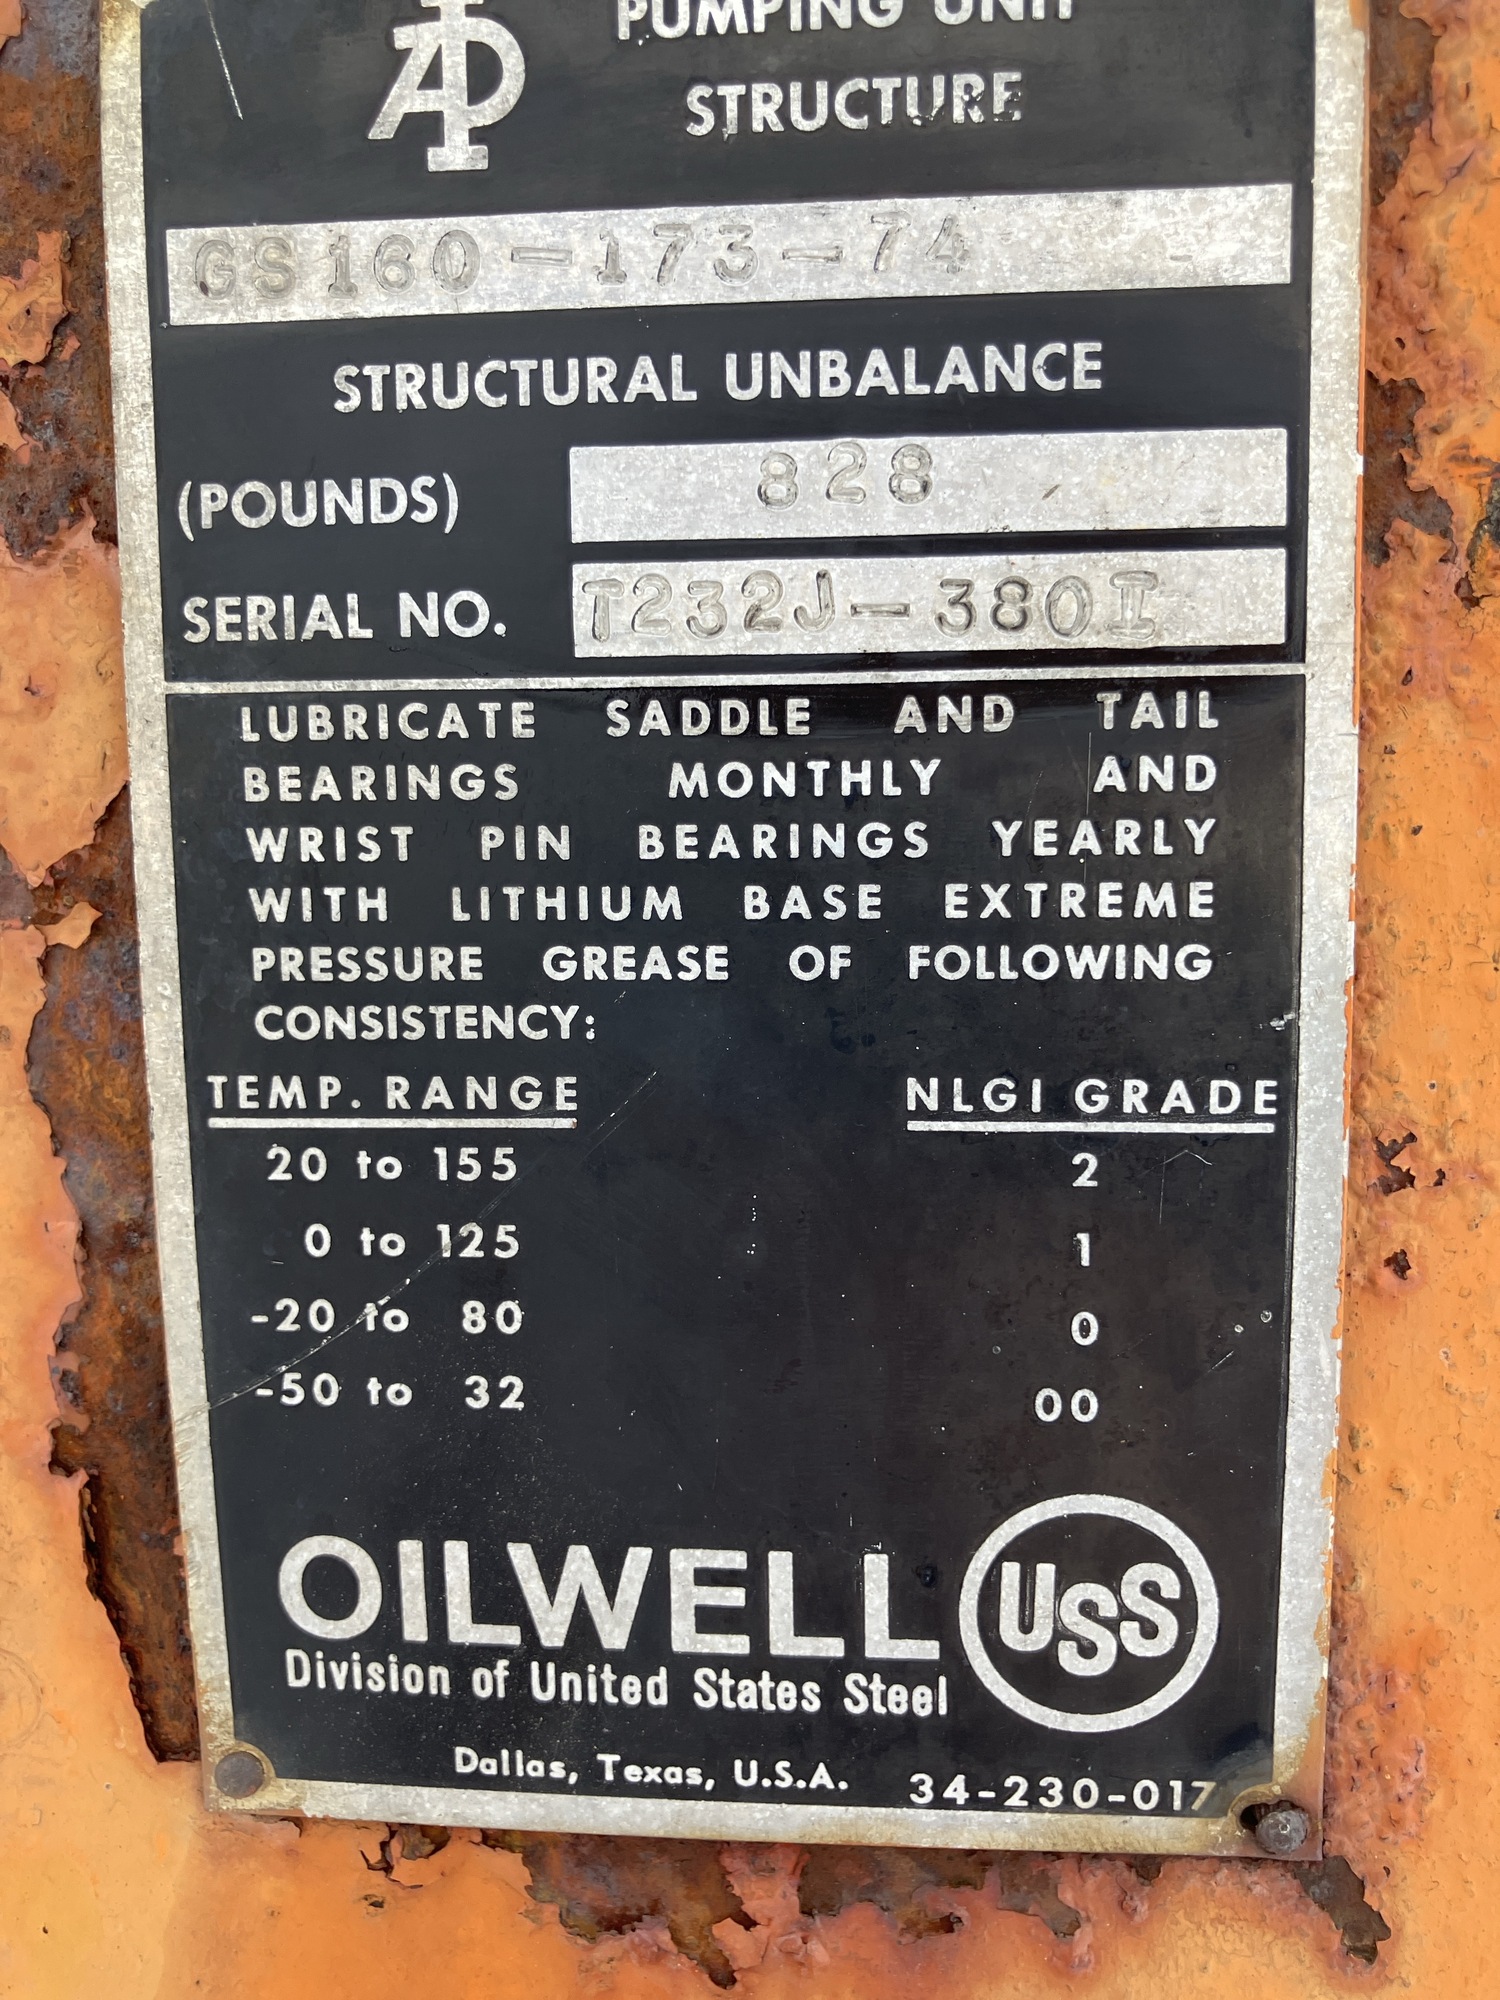 API
PUMPING UNIT
STRUCTURE
GS160-173-74
STRUCTURAL UNBALANCE
(POUNDS) 828
SERIAL NO. T232J-380I
LUBRICATE SADDLE AND TAIL
BEARINGS MONTHLY AND
WRIST PIN BEARINGS YEARLY
WITH LITHIUM BASE EXTREME
PRESSURE GREASE OF FOLLOWING
CONSISTENCY:
TEMP. RANGE NLGI GRADE
20 to 155 2
0 to 125 1
-20 to 80 0
-50 to 32 00
OILWELL USS
Division of United States Steel
Dallas, Texas, U.S.A. 34-230-017